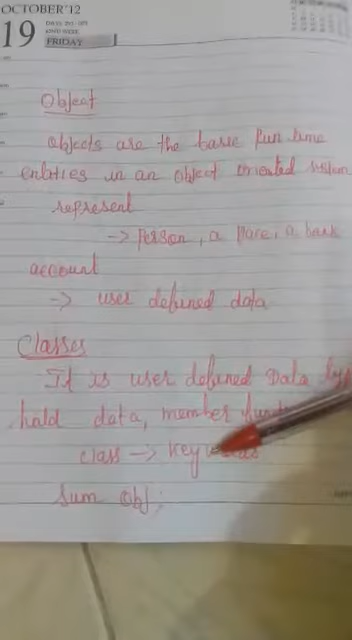 OCTOBER'12
19
FRIDAY
Object
Objects are the basic Run time
entities in an object oriented system
represent
-> Person, a place, a bank
account
-> user defined data
Classes
It is user defined Data
hold data, member
class ->
sum obj;